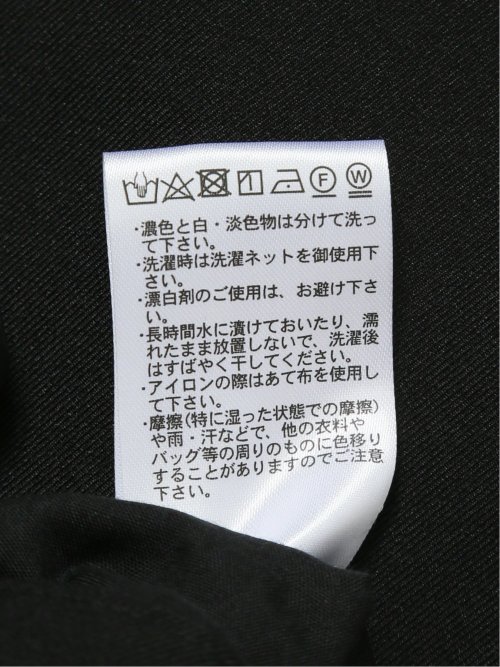 F W
・濃色と白・淡色物は分けて洗っ
て下さい。
・洗濯時は洗濯ネットを御使用下
さい。
・漂白剤のご使用は、お避け下さ
い。
・長時間水に漬けておいたり、濡
れたまま放置しないで、洗濯後
はすばやく干してください。
・アイロンの際はあて布を使用し
て下さい。
・摩擦(特に湿った状態での摩擦)
や雨・汗などで、他の衣料や
バッグ等の周りのものに色移り
することがありますのでご注意
下さい。